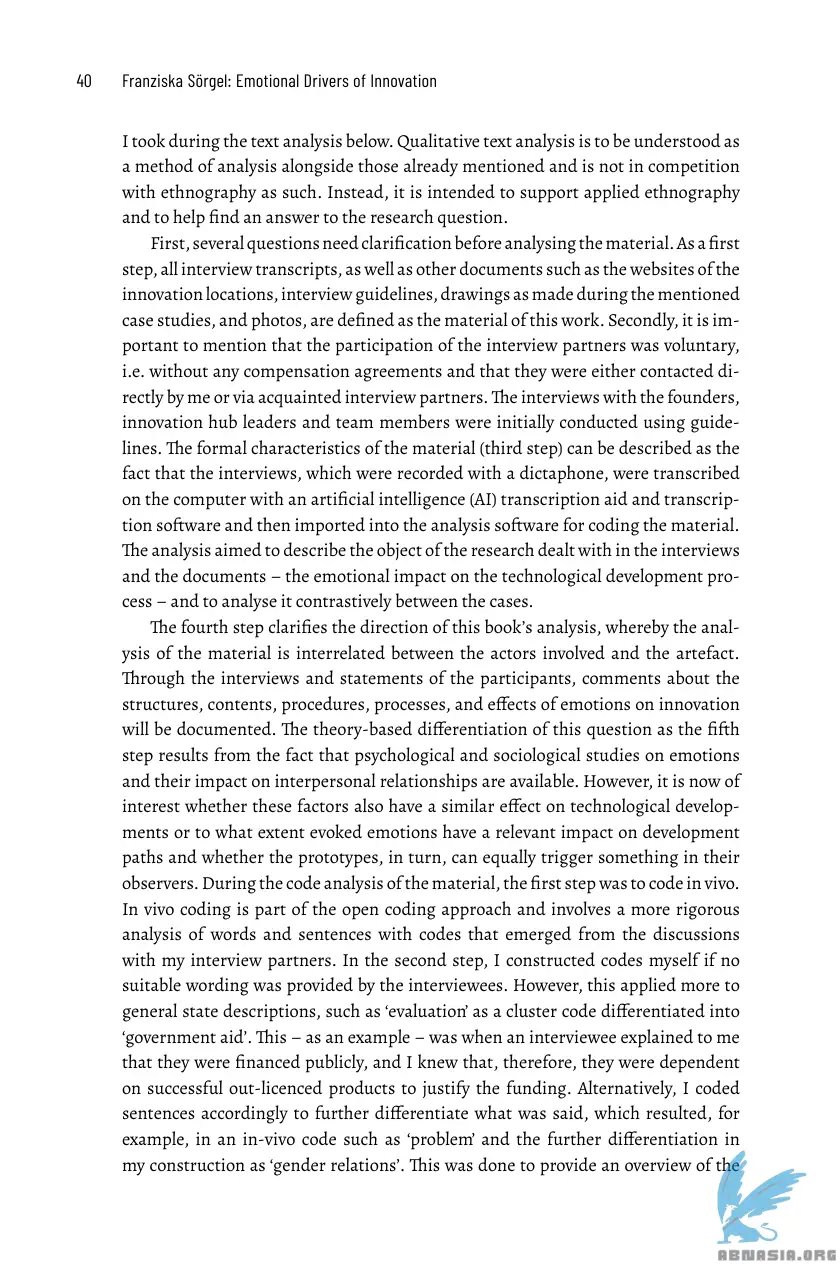 40 Franziska Sörgel: Emotional Drivers of Innovation
I took during the text analysis below. Qualitative text analysis is to be understood as
a method of analysis alongside those already mentioned and is not in competition
with ethnography as such. Instead, it is intended to support applied ethnography
and to help find an answer to the research question.
First, several questions need clarification before analysing the material. As a first
step, all interview transcripts, as well as other documents such as the websites of the
innovation locations, interview guidelines, drawings as made during the mentioned
case studies, and photos, are defined as the material of this work. Secondly, it is im-
portant to mention that the participation of the interview partners was voluntary,
i.e. without any compensation agreements and that they were either contacted di-
rectly by me or via acquainted interview partners. The interviews with the founders,
innovation hub leaders and team members were initially conducted using guide-
lines. The formal characteristics of the material (third step) can be described as the
fact that the interviews, which were recorded with a dictaphone, were transcribed
on the computer with an artificial intelligence (AI) transcription aid and transcrip-
tion software and then imported into the analysis software for coding the material.
The analysis aimed to describe the object of the research dealt with in the interviews
and the documents – the emotional impact on the technological development pro-
cess – and to analyse it contrastively between the cases.
The fourth step clarifies the direction of this book’s analysis, whereby the anal-
ysis of the material is interrelated between the actors involved and the artefact.
Through the interviews and statements of the participants, comments about the
structures, contents, procedures, processes, and effects of emotions on innovation
will be documented. The theory-based differentiation of this question as the fifth
step results from the fact that psychological and sociological studies on emotions
and their impact on interpersonal relationships are available. However, it is now of
interest whether these factors also have a similar effect on technological develop-
ments or to what extent evoked emotions have a relevant impact on development
paths and whether the prototypes, in turn, can equally trigger something in their
observers. During the code analysis of the material, the first step was to code in vivo.
In vivo coding is part of the open coding approach and involves a more rigorous
analysis of words and sentences with codes that emerged from the discussions
with my interview partners. In the second step, I constructed codes myself if no
suitable wording was provided by the interviewees. However, this applied more to
general state descriptions, such as ‘evaluation’ as a cluster code differentiated into
‘government aid’. This – as an example – was when an interviewee explained to me
that they were financed publicly, and I knew that, therefore, they were dependent
on successful out-licenced products to justify the funding. Alternatively, I coded
sentences accordingly to further differentiate what was said, which resulted, for
example, in an in-vivo code such as ‘problem’ and the further differentiation in
my construction as ‘gender relations’. This was done to provide an overview of the
ABNASIA.ORG